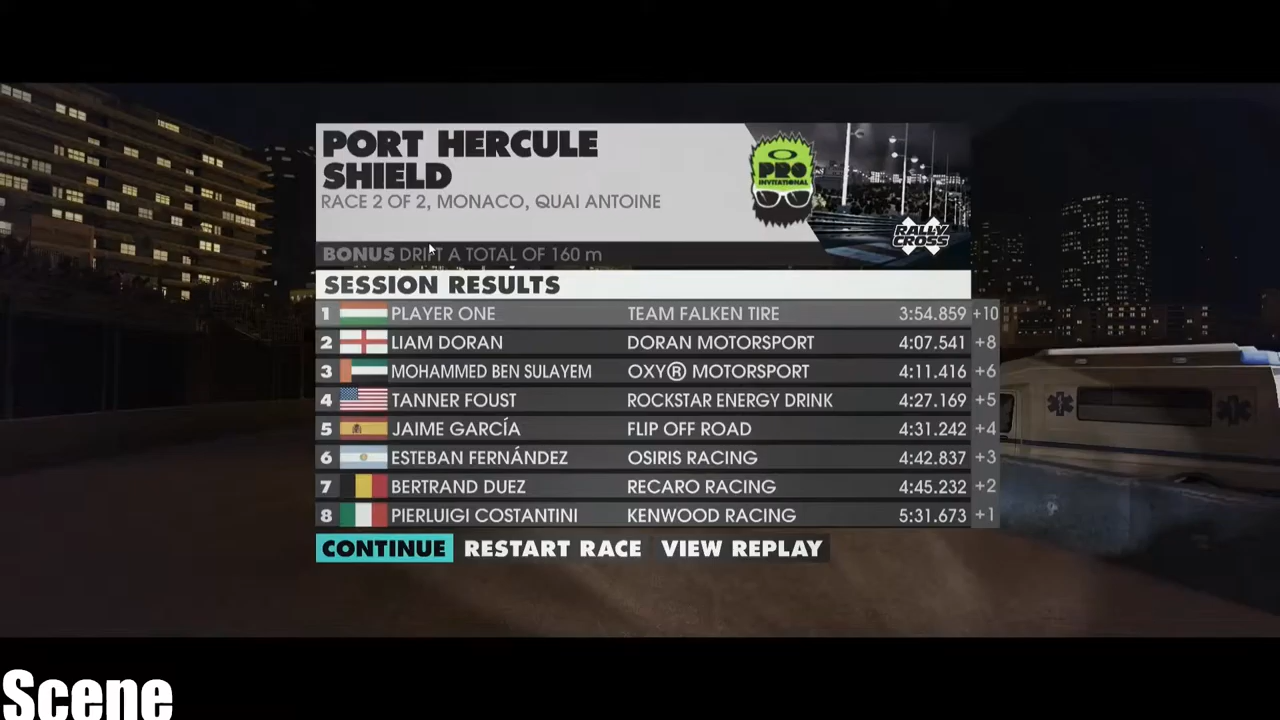 PORT HERCULE
SHIELD
RACE 2 OF 2, MONACO, QUAI ANTOINE
PRO
INVITATIONAL
RALLY
CROSS
BONUS DRIFT A TOTAL OF 160 m
SESSION RESULTS
1 PLAYER ONE TEAM FALKEN TIRE 3:54.859 +10
2 LIAM DORAN DORAN MOTORSPORT 4:07.541 +8
3 MOHAMMED BEN SULAYEM OXY® MOTORSPORT 4:11.416 +6
4 TANNER FOUST ROCKSTAR ENERGY DRINK 4:27.169 +5
5 JAIME GARCÍA FLIP OFF ROAD 4:31.242 +4
6 ESTEBAN FERNÁNDEZ OSIRIS RACING 4:42.837 +3
7 BERTRAND DUEZ RECARO RACING 4:45.232 +2
8 PIERLUIGI COSTANTINI KENWOOD RACING 5:31.673 +1
CONTINUE RESTART RACE VIEW REPLAY
Scene